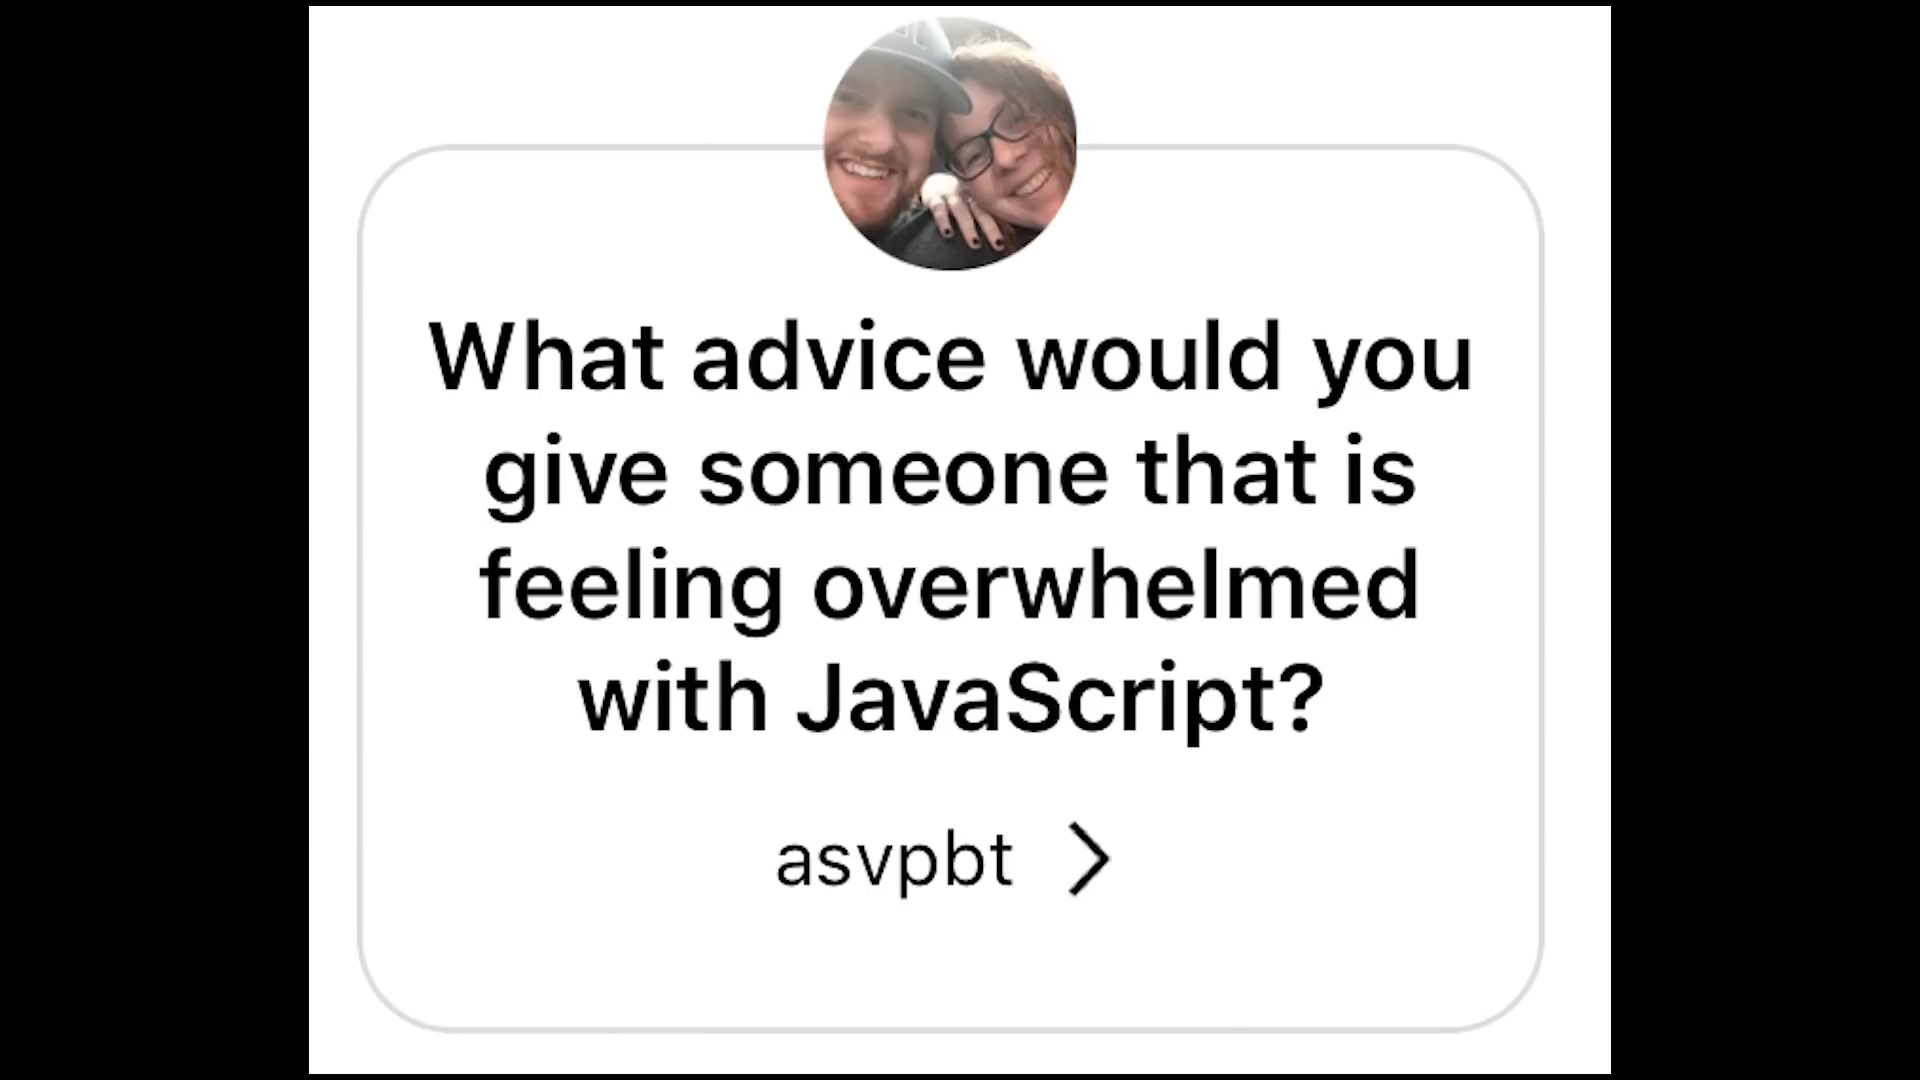 What advice would you
give someone that is
feeling overwhelmed
with JavaScript?
asvpbt